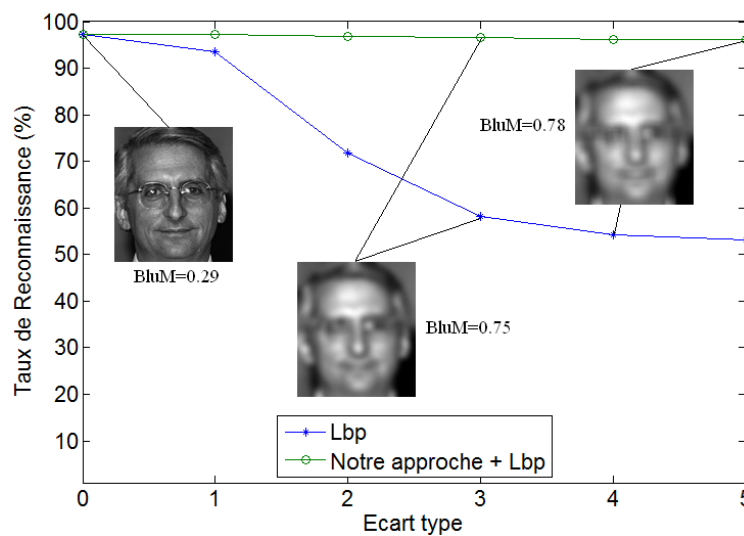 100
90
80
70
60
50
40
30
20
10
Taux de Reconnaissance (%)
BluM=0.29
BluM=0.75
BluM=0.78
Lbp
Notre approche + Lbp
0 1 2 3 4 5
Ecart type